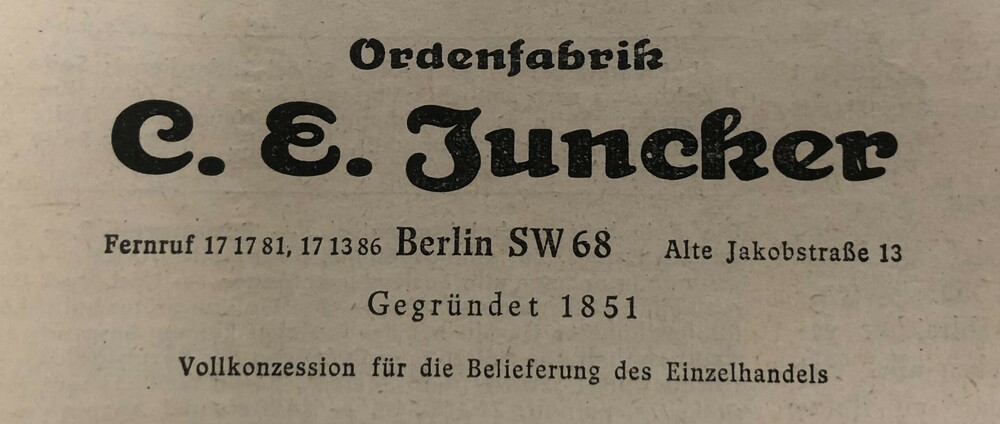 Ordenfabrik
C. E. Juncker
Fernruf 17 17 81, 17 13 86 Berlin SW 68 Alte Jakobstraße 13
Gegründet 1851
Vollkonzession für die Belieferung des Einzelhandels